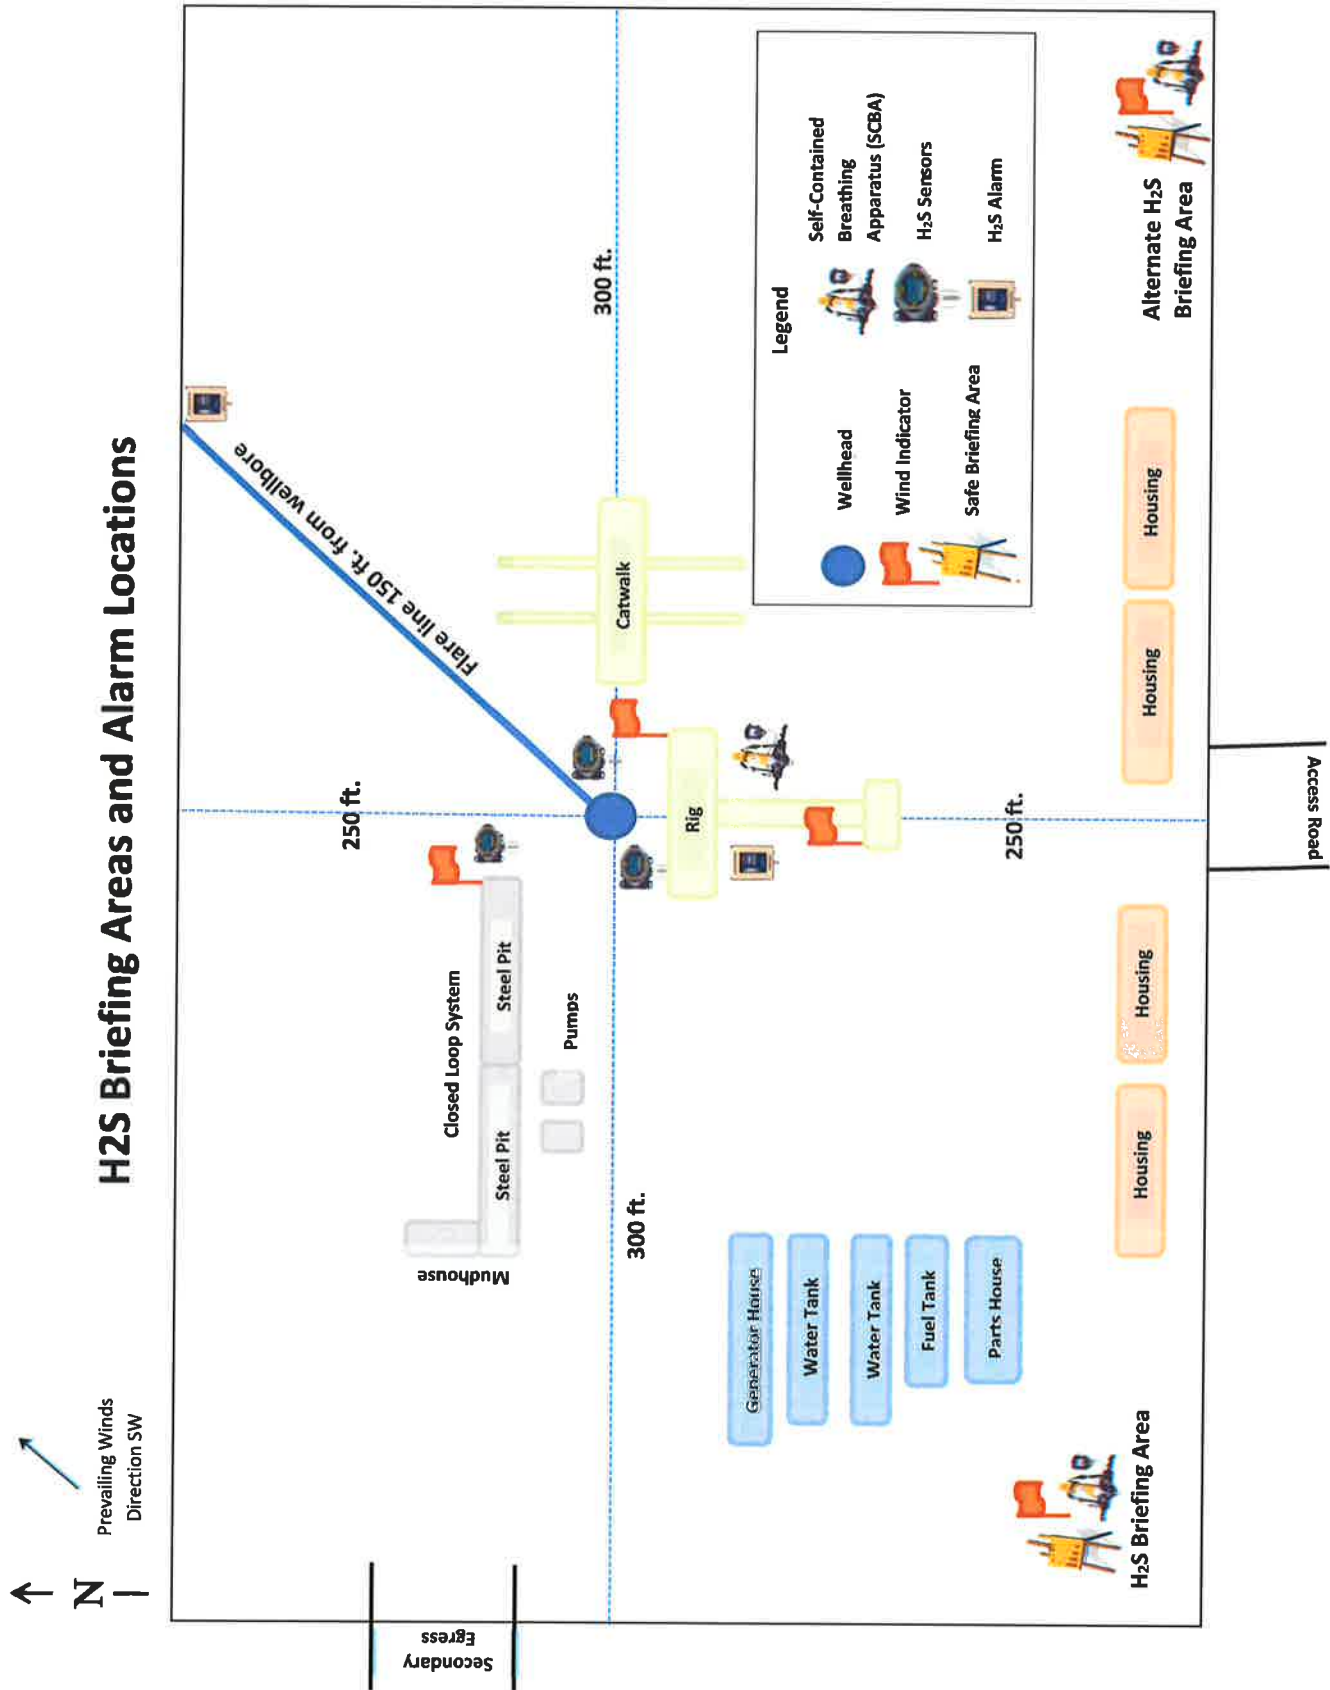 H2S Briefing Areas and Alarm Locations
N
Prevailing Winds
Direction SW
Secondary
Egress
250 ft.
Flare line 150 ft. from wellbore
Closed Loop System
Mudhouse
Steel Pit
Steel Pit
Pumps
300 ft.
300 ft.
Catwalk
Rig
250 ft.
Generator House
Water Tank
Water Tank
Fuel Tank
Parts House
Legend
Wellhead
Wind Indicator
Safe Briefing Area
Self-Contained
Breathing
Apparatus (SCBA)
H2S Sensors
H2S Alarm
H2S Briefing Area
Housing
Housing
Housing
Housing
Alternate H2S
Briefing Area
Access Road